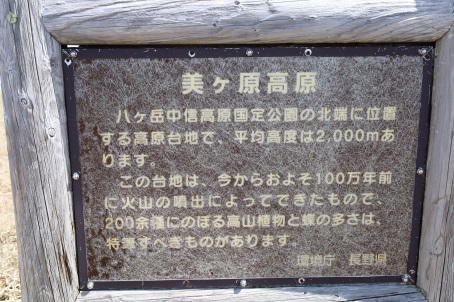 美ヶ原高原
八ヶ岳中信高原国定公園の北端に位置
する高原台地で、平均高度は2,000mあ
ります。
この台地は、今からおよそ100万年前
に火山の噴出によってできたもので、
200余種にのぼる高山植物と蝶の多さは、
特筆すべきものがあります。
環境庁 長野県